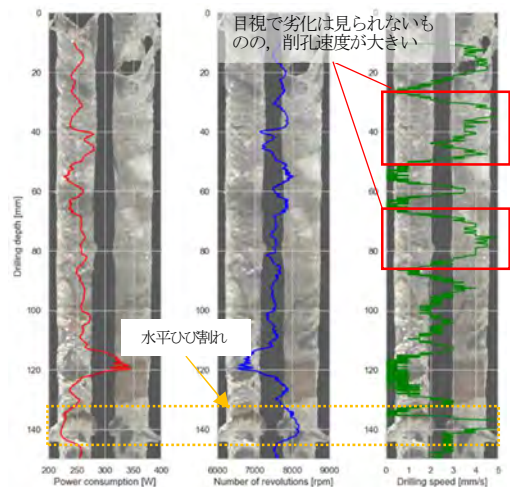 目視で劣化は見られないも
のの，削孔速度が大きい
0
20
40
60
80
100
120
140
Drilling depth [mm]
水平ひび割れ
200 250 300 350 400
Power consumption [W]
6000 7000 8000 9000
Number of revolutions [rpm]
0 1 2 3 4 5
Drilling speed [mm/s]